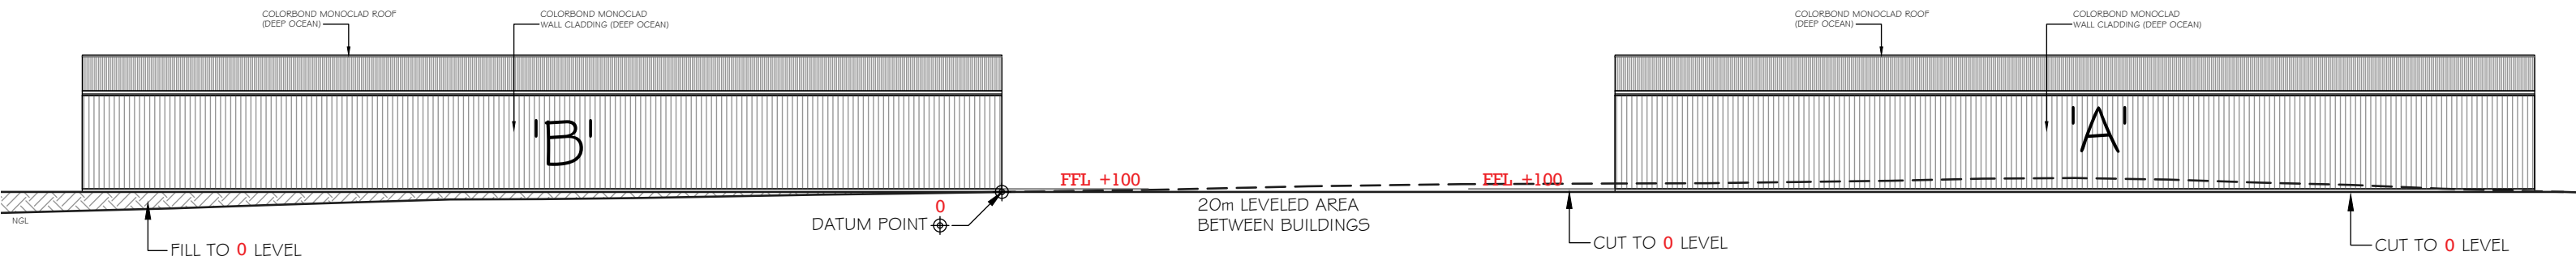 COLORBOND MONOCLAD ROOF
(DEEP OCEAN)
COLORBOND MONOCLAD
WALL CLADDING (DEEP OCEAN)
COLORBOND MONOCLAD ROOF
(DEEP OCEAN)
COLORBOND MONOCLAD
WALL CLADDING (DEEP OCEAN)
'B'
'A'
FFL +100
FFL +100
NGL
0
DATUM POINT
20m LEVELED AREA
BETWEEN BUILDINGS
FILL TO 0 LEVEL
CUT TO 0 LEVEL
CUT TO 0 LEVEL